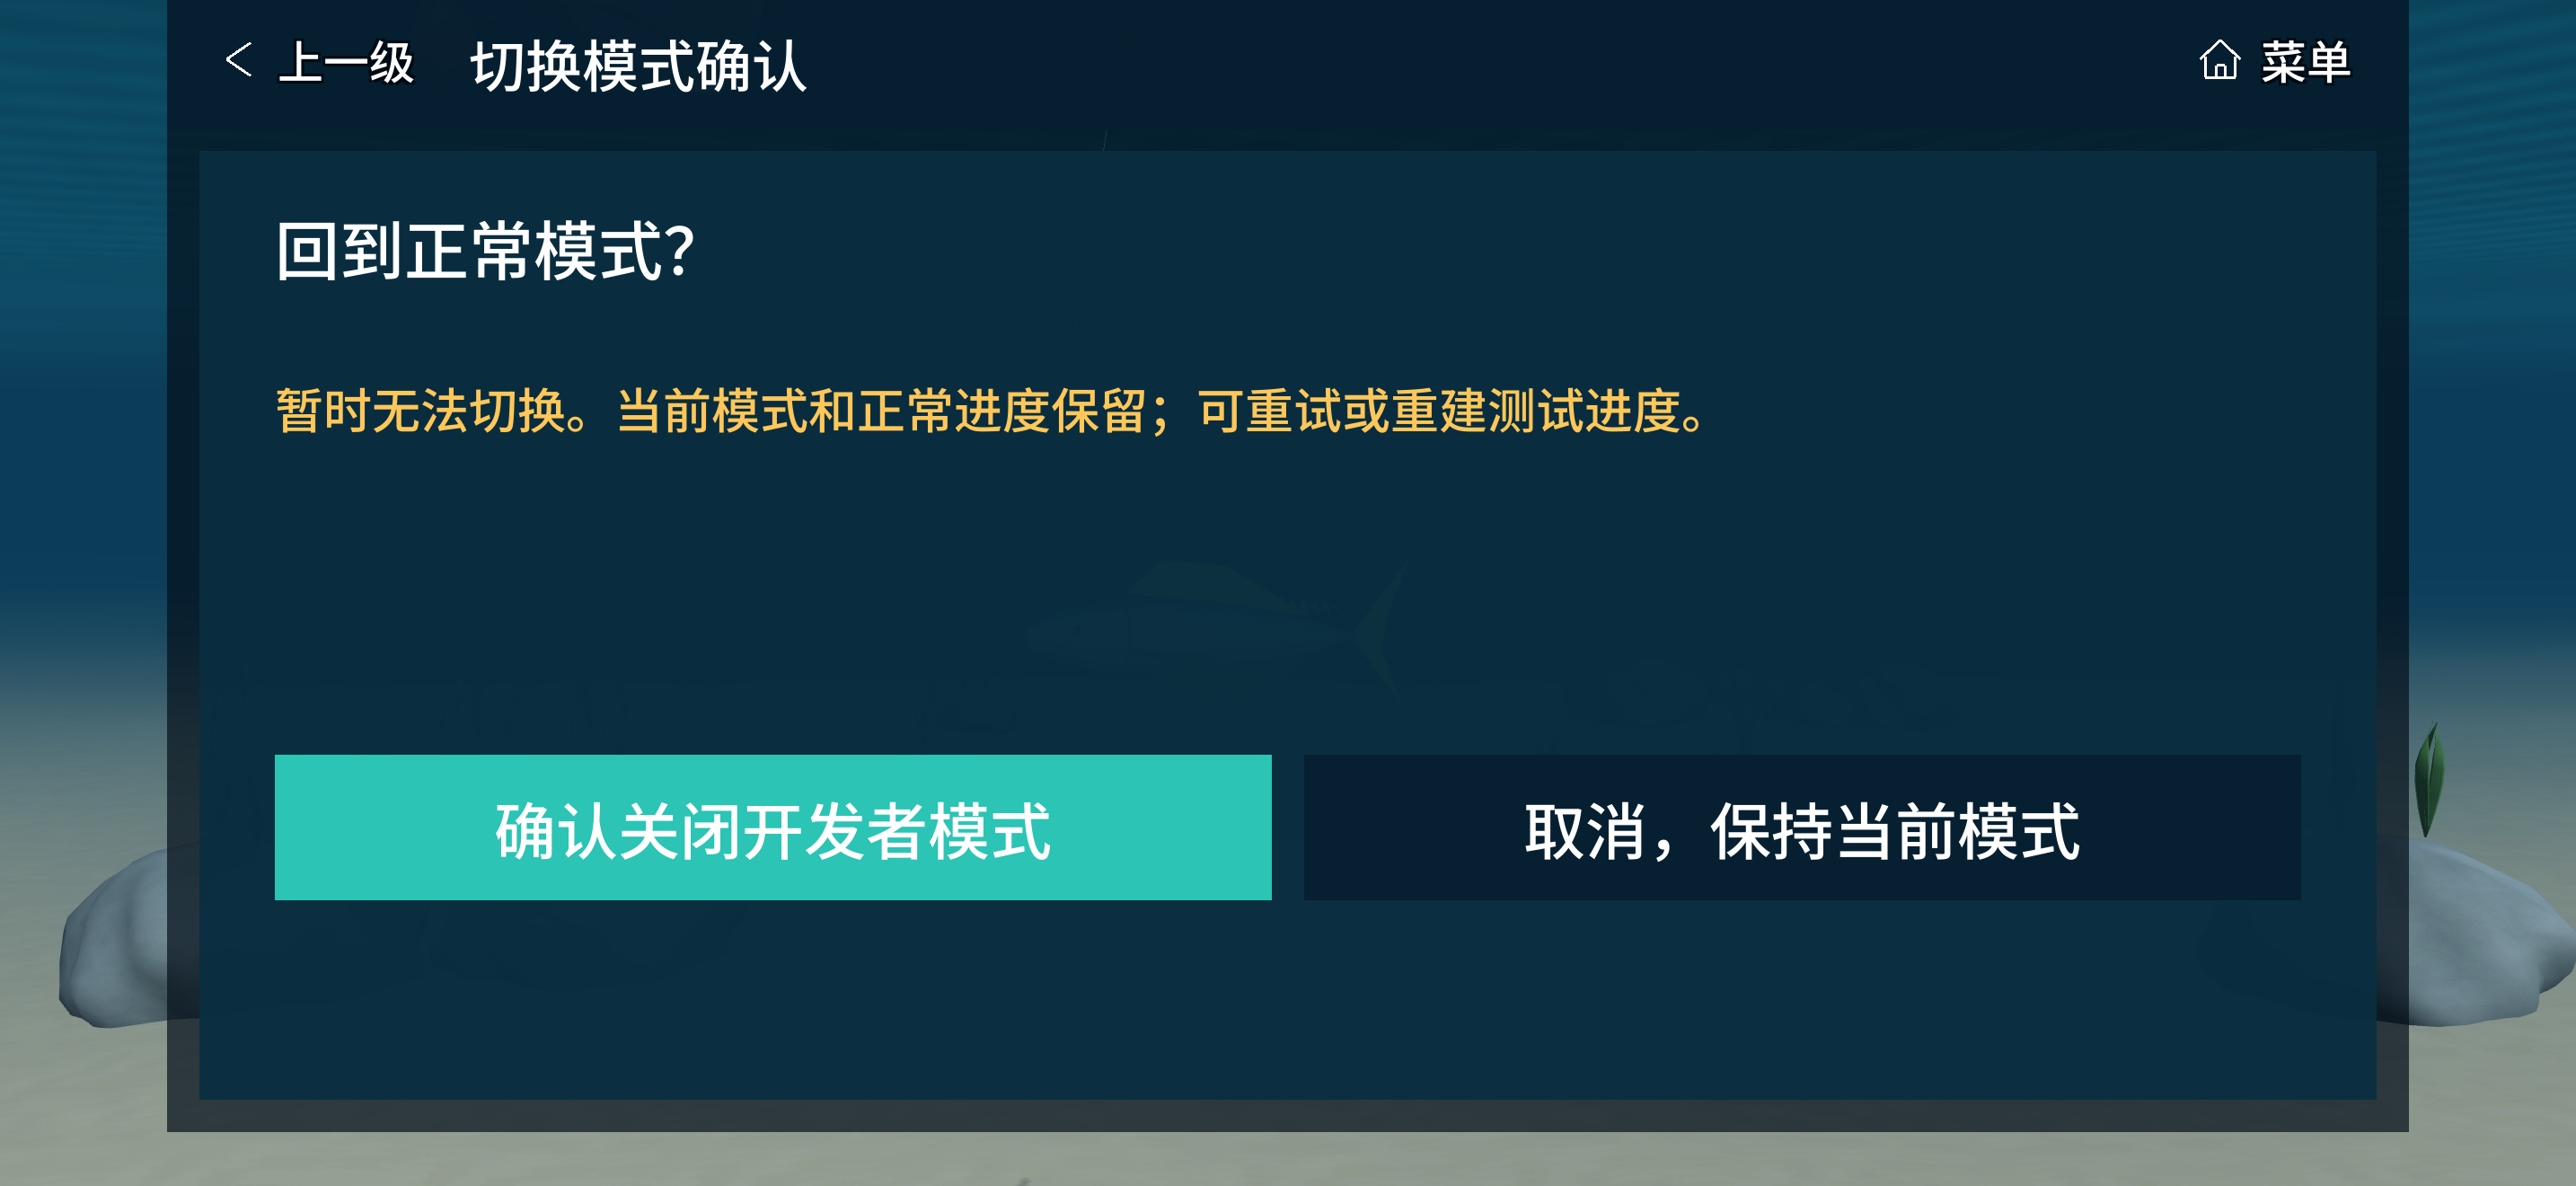 上一级 切换模式确认 菜单
回到正常模式？
暂时无法切换。当前模式和正常进度保留；可重试或重建测试进度。
确认关闭开发者模式 取消，保持当前模式